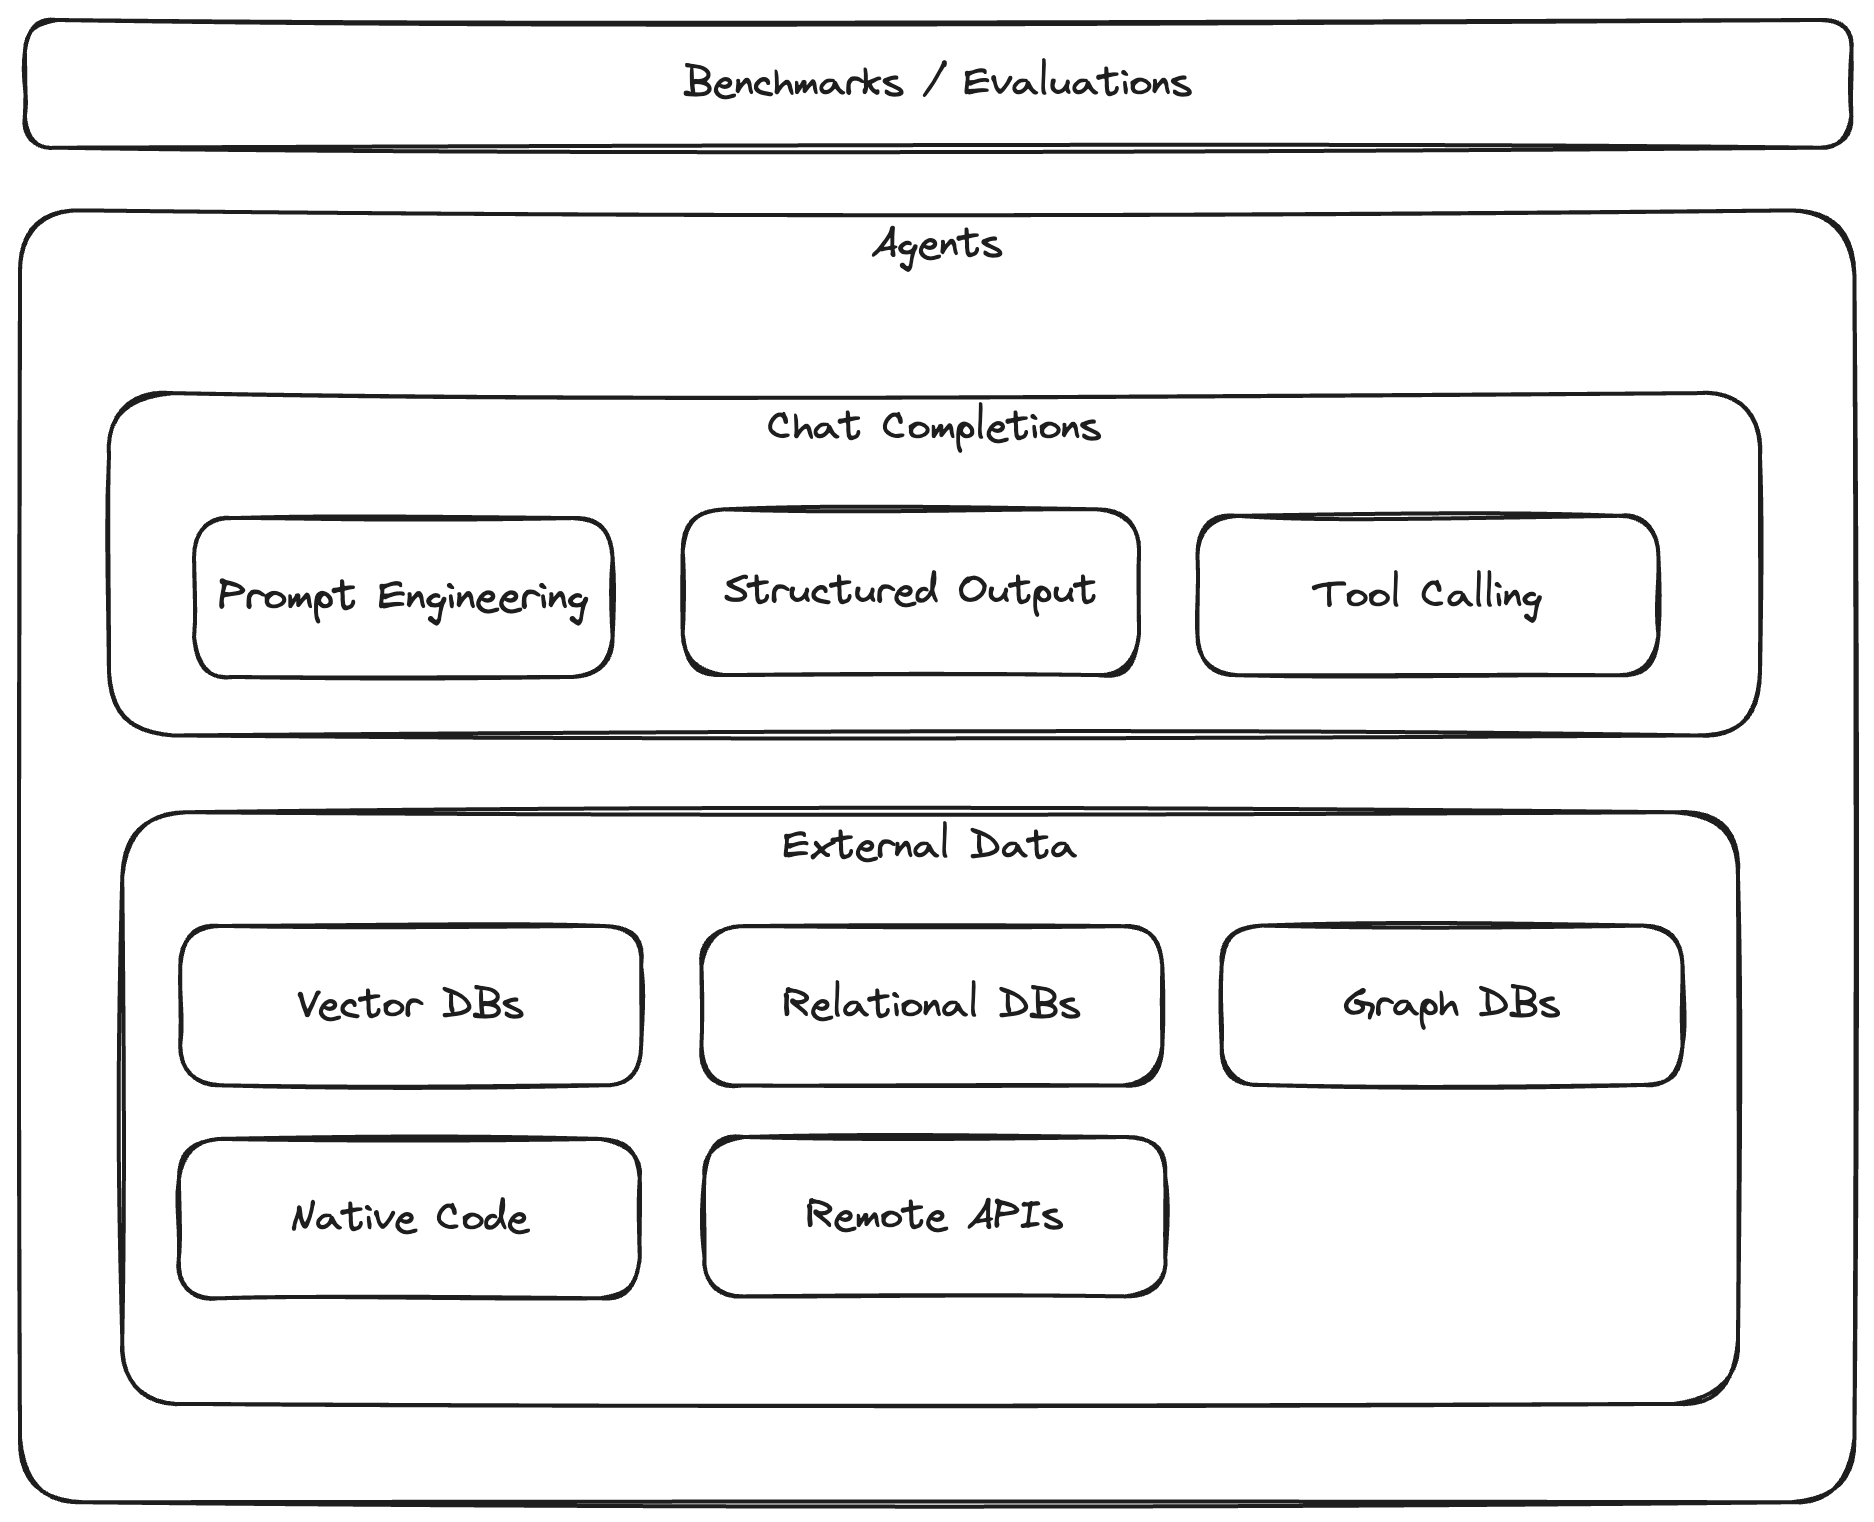 Benchmarks / Evaluations
Agents
Chat Completions
Prompt Engineering
Structured Output
Tool Calling
External Data
Vector DBs
Relational DBs
Graph DBs
Native Code
Remote APIs